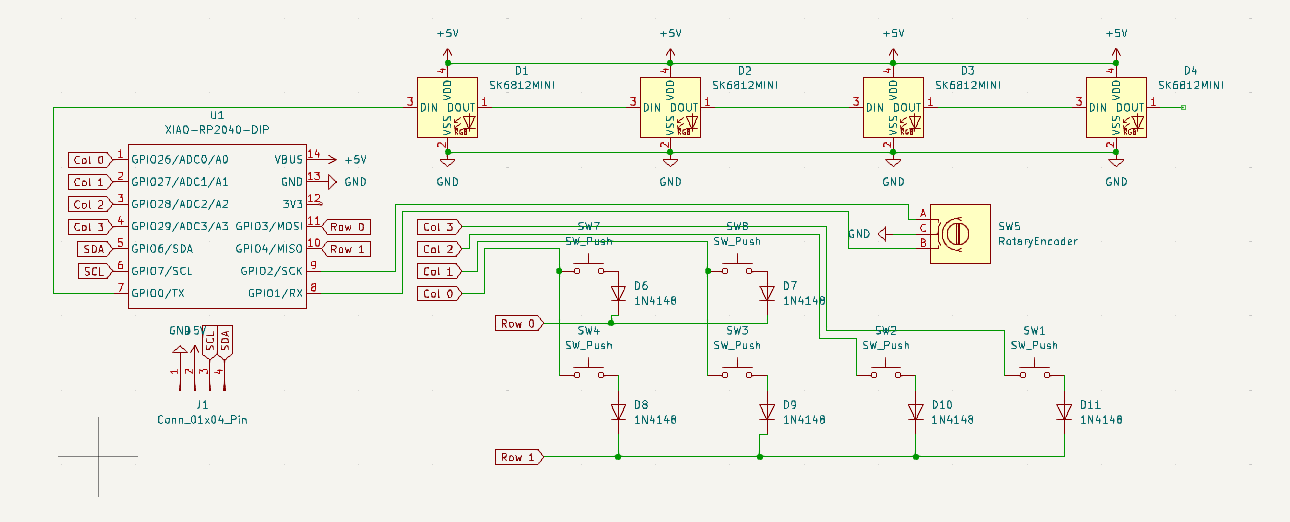 +5V +5V +5V +5V
D1 D2 D3 D4
SK6812MINI SK6812MINI SK6812MINI SK6812MINI
4 VDD 4 VDD 4 VDD 4 VDD
3 DIN DOUT 1 3 DIN DOUT 1 3 DIN DOUT 1 3 DIN DOUT 1
VSS RGB VSS RGB VSS RGB VSS RGB
2 2 2 2
GND GND GND GND
U1
XIAO-RP2040-DIP
Col 0 1 GPIO26/ADC0/A0 VBUS 14 +5V
Col 1 2 GPIO27/ADC1/A1 GND 13 GND
Col 2 3 GPIO28/ADC2/A2 3V3 12
Col 3 4 GPIO29/ADC3/A3 GPIO3/MOSI 11 Row 0
SDA 5 GPIO6/SDA GPIO4/MISO 10 Row 1
SCL 6 GPIO7/SCL GPIO2/SCK 9
7 GPIO0/TX GPIO1/RX 8
A
GND C
B
SW5
RotaryEncoder
Col 3
Col 2
Col 1
Col 0
SW7 SW8
SW_Push SW_Push
D6 D7
1N4148 1N4148
Row 0
SW4 SW3 SW2 SW1
SW_Push SW_Push SW_Push SW_Push
D8 D9 D10 D11
1N4148 1N4148 1N4148 1N4148
Row 1
GND +5V SCL SDA
1 2 3 4
J1
Conn_01x04_Pin